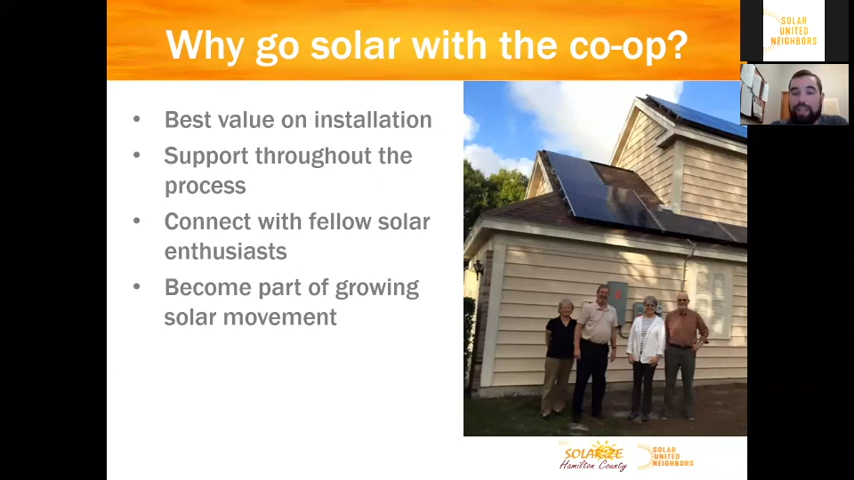 Why go solar with the co-op?
• Best value on installation
• Support throughout the
process
• Connect with fellow solar
enthusiasts
• Become part of growing
solar movement
SOLAR
UNITED
NEIGHBORS
SOLARIZE
Hamilton County
SOLAR
UNITED
NEIGHBORS